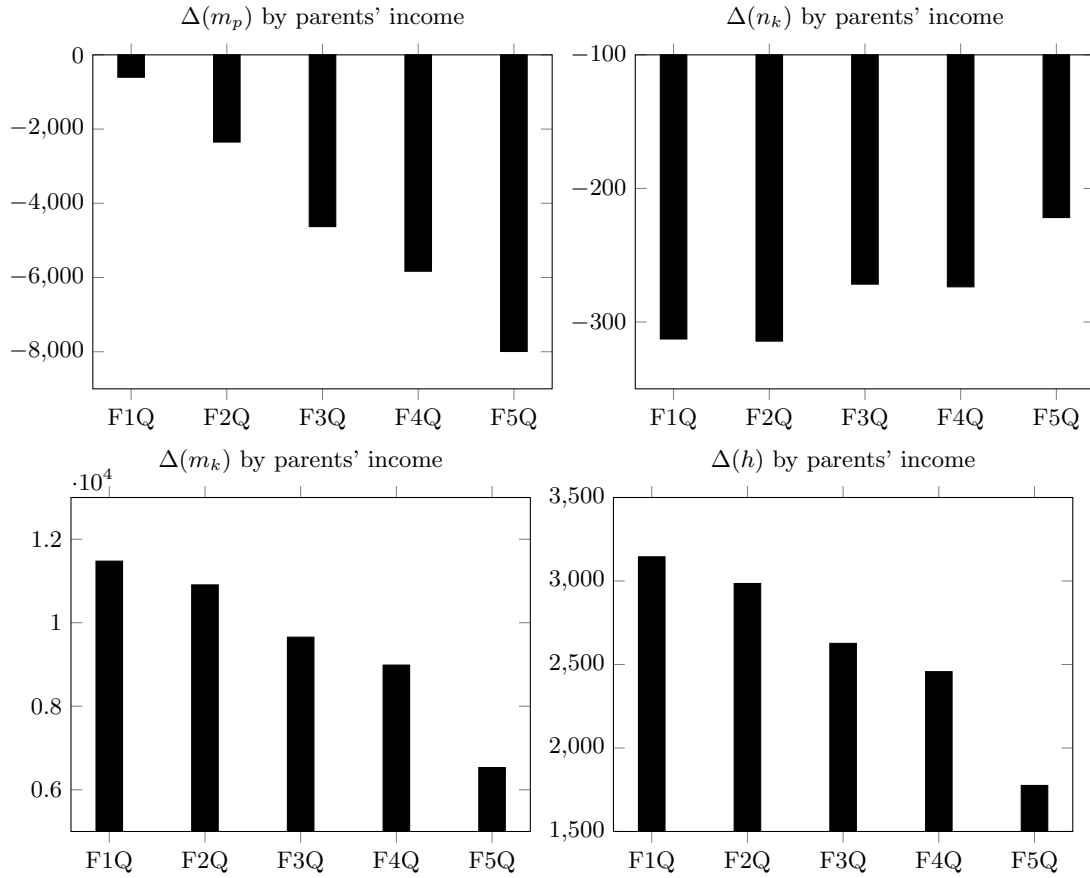 Δ(m_p) by parents’ income
0
−2,000
−4,000
−6,000
−8,000
F1Q F2Q F3Q F4Q F5Q
Δ(n_k) by parents’ income
−100
−200
−300
F1Q F2Q F3Q F4Q F5Q
Δ(m_k) by parents’ income
·10⁴
1.2
1
0.8
0.6
F1Q F2Q F3Q F4Q F5Q
Δ(h) by parents’ income
3,500
3,000
2,500
2,000
1,500
F1Q F2Q F3Q F4Q F5Q